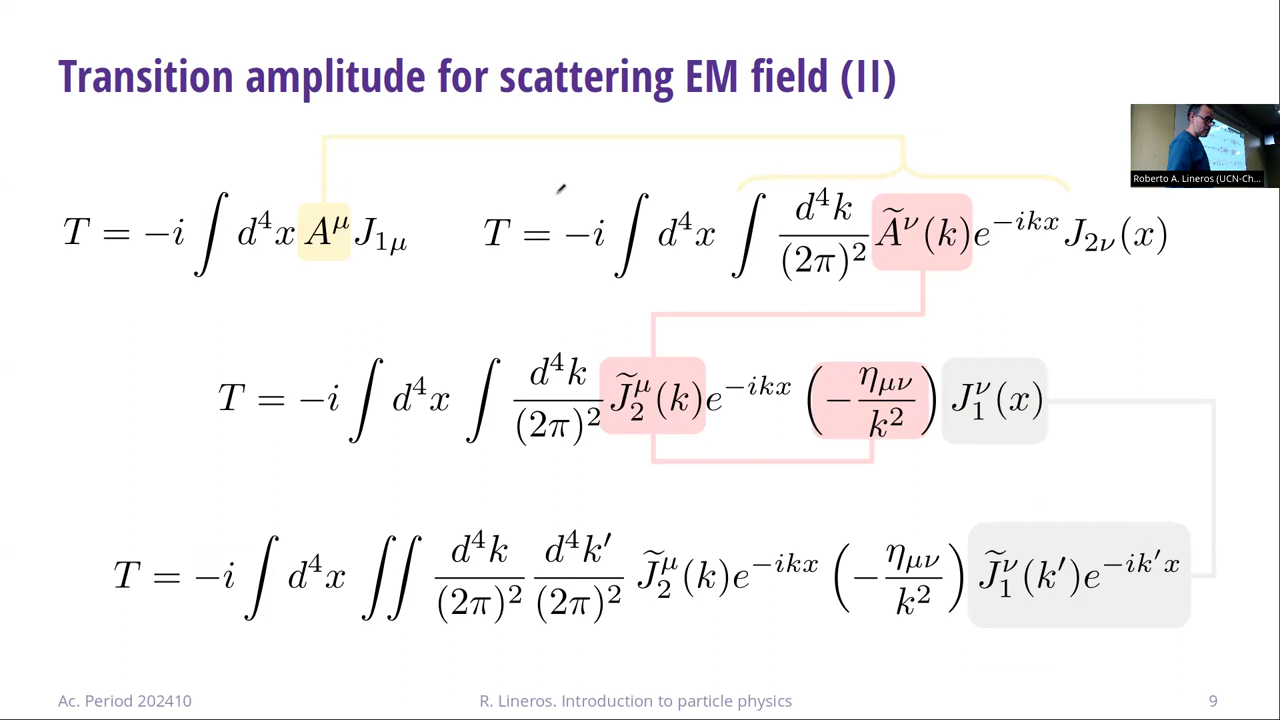 Transition amplitude for scattering EM field (II)
Roberto A. Lineros (UCN-Ch...
T = −i ∫ d⁴x A^μ J_{1μ}
T = −i ∫ d⁴x ∫ d⁴k/(2π)² Ã^ν(k)e^{−ikx} J_{2ν}(x)
T = −i ∫ d⁴x ∫ d⁴k/(2π)² J̃₂^μ(k)e^{−ikx} (−η_{μν}/k²) J₁^ν(x)
T = −i ∫ d⁴x ∬ d⁴k/(2π)² d⁴k′/(2π)² J̃₂^μ(k)e^{−ikx} (−η_{μν}/k²) J̃₁^ν(k′)e^{−ik′x}
Ac. Period 202410
R. Lineros. Introduction to particle physics
9